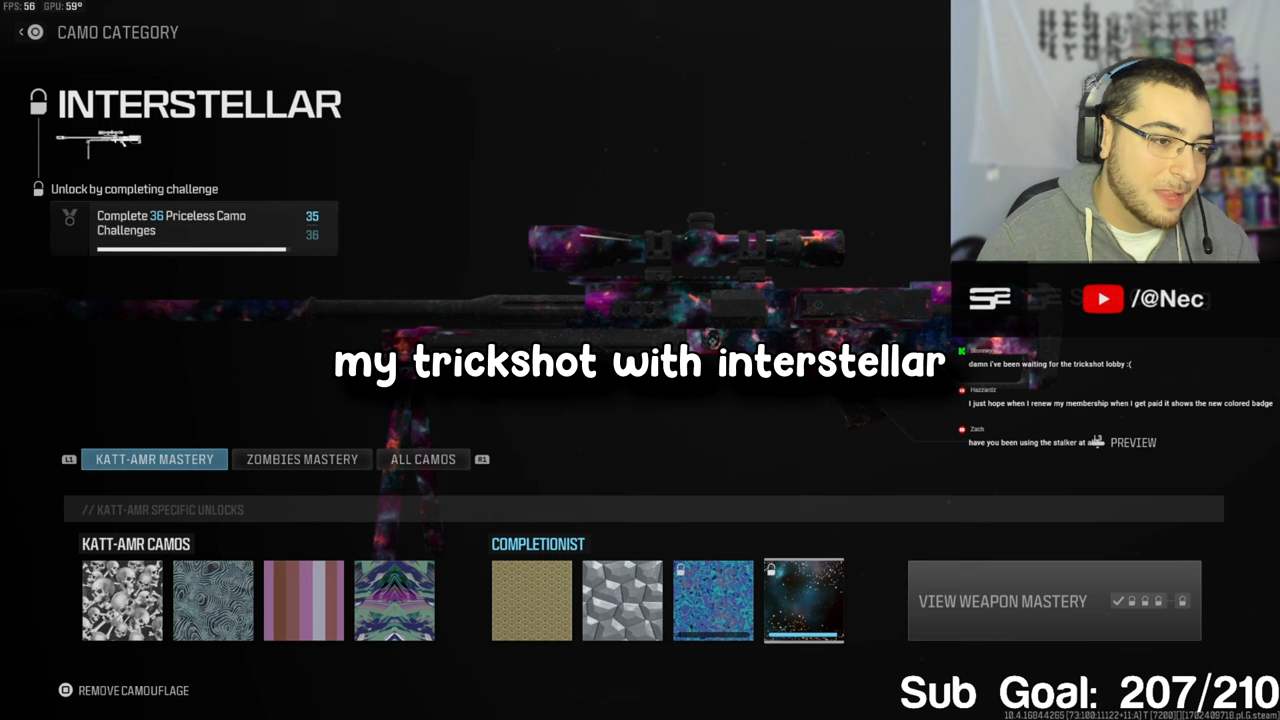 FPS: 56 GPU: 59°
CAMO CATEGORY
INTERSTELLAR
Unlock by completing challenge
Complete 36 Priceless Camo
Challenges
35
36
/@Nec
my trickshot with interstellar
damn i've been waiting for the trickshot lobby :(
Hazzardz
I just hope when I renew my membership when I get paid it shows the new colored badge
Zach
have you been using the stalker at
L3
PREVIEW
L1
KATT-AMR MASTERY
ZOMBIES MASTERY
ALL CAMOS
R1
// KATT-AMR SPECIFIC UNLOCKS
KATT-AMR CAMOS
COMPLETIONIST
VIEW WEAPON MASTERY
REMOVE CAMOUFLAGE
Sub Goal: 207/210